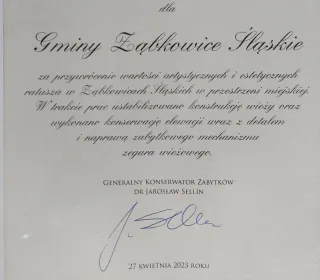 dla
Gminy Ząbkowice Śląskie
za przywrócenie wartości artystycznych i estetycznych
ratusza w Ząbkowicach Śląskich w przestrzeni miejskiej.
W trakcie prac ustabilizowano konstrukcję wieży oraz
wykonano konserwację elewacji wraz z detalem
i naprawą zabytkowego mechanizmu
zegara wieżowego.
GENERALNY KONSERWATOR ZABYTKÓW
DR JAROSŁAW SELLIN
J. Sellin
27 KWIETNIA 2023 ROKU